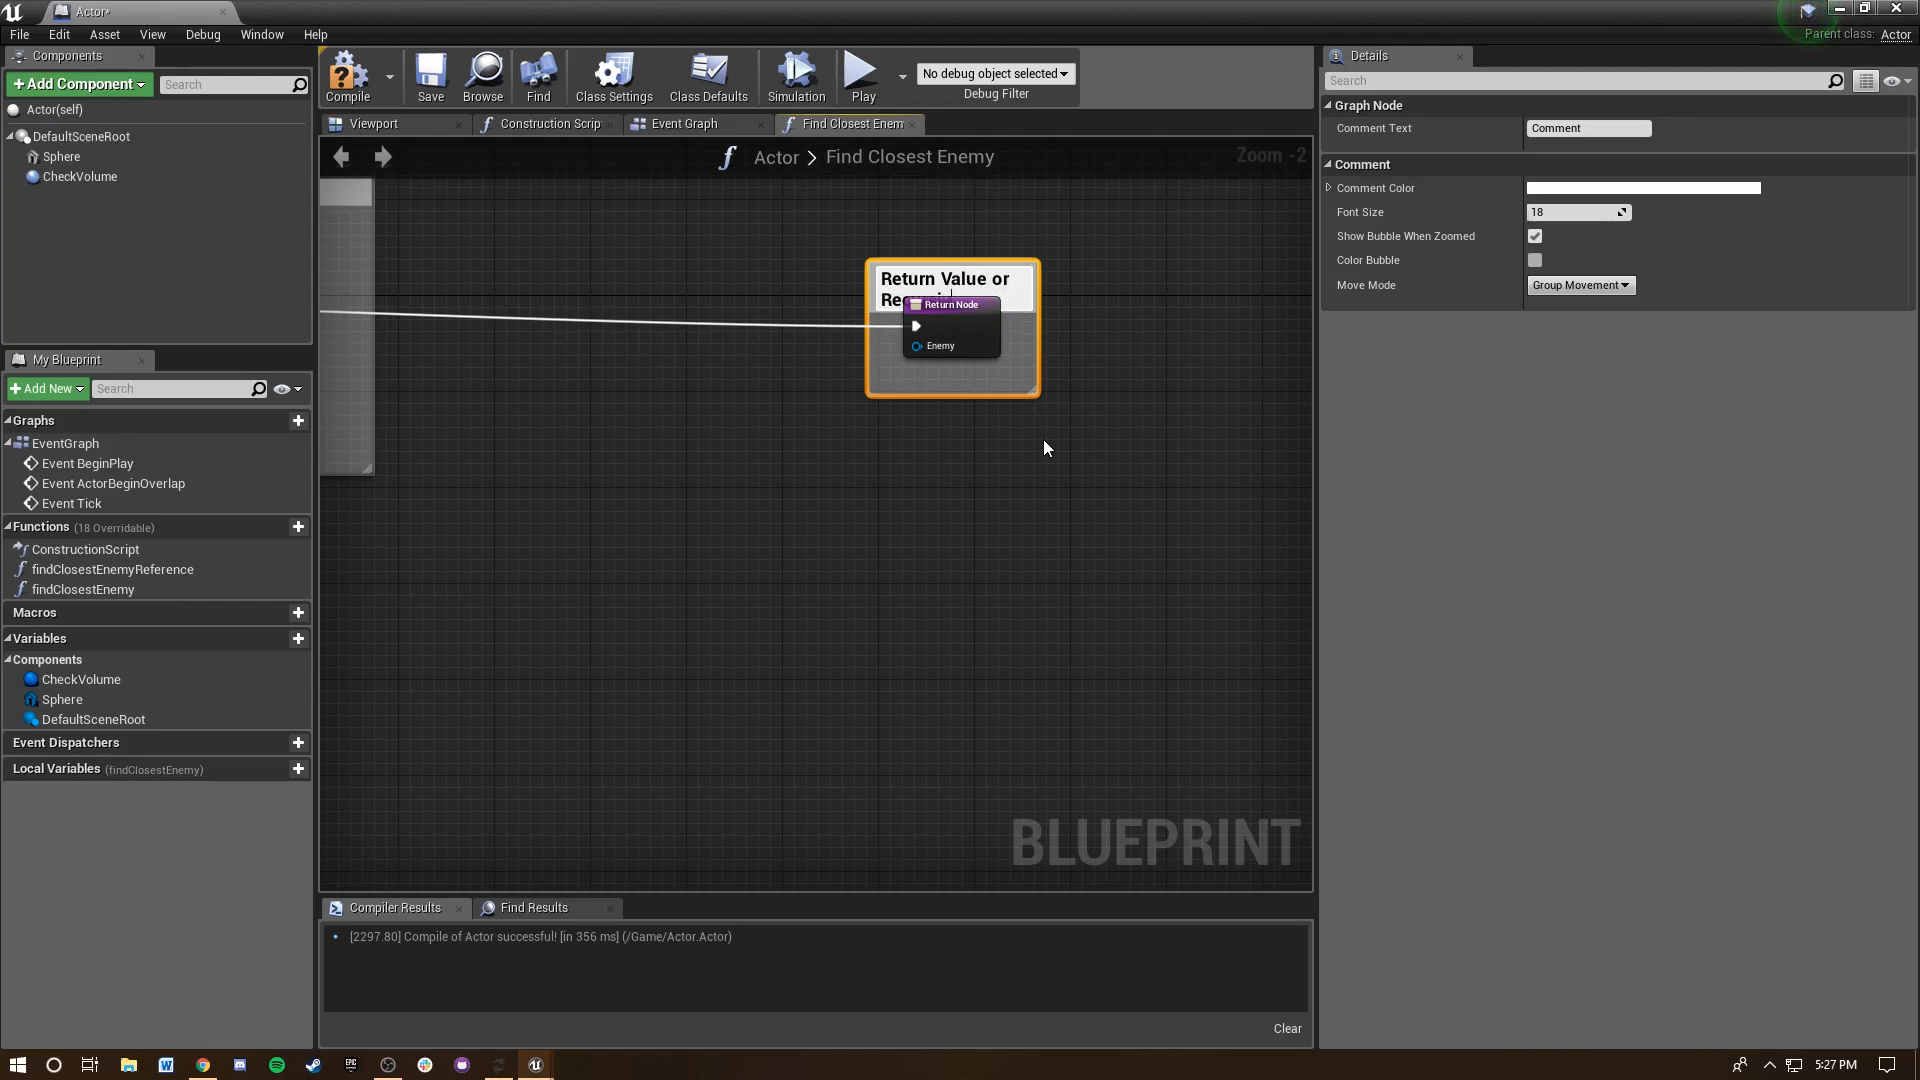 Actor*
File Edit Asset View Debug Window Help
Parent class: Actor
Components
Add Component
Search
Actor(self)
DefaultSceneRoot
Sphere
CheckVolume
My Blueprint
Add New
Search
Graphs
EventGraph
Event BeginPlay
Event ActorBeginOverlap
Event Tick
Functions (18 Overridable)
ConstructionScript
findClosestEnemyReference
findClosestEnemy
Macros
Variables
Components
CheckVolume
Sphere
DefaultSceneRoot
Event Dispatchers
Local Variables (findClosestEnemy)
Compile
Save
Browse
Find
Class Settings
Class Defaults
Simulation
Play
No debug object selected
Debug Filter
Viewport
Construction Scrip
Event Graph
Find Closest Enem
Actor > Find Closest Enemy
Zoom -2
Return Value or
Return Node
Enemy
BLUEPRINT
Compiler Results
Find Results
[2297.80] Compile of Actor successful! [in 356 ms] (/Game/Actor.Actor)
Clear
Details
Search
Graph Node
Comment Text
Comment
Comment
Comment Color
Font Size
18
Show Bubble When Zoomed
Color Bubble
Move Mode
Group Movement
EPIC
5:27 PM